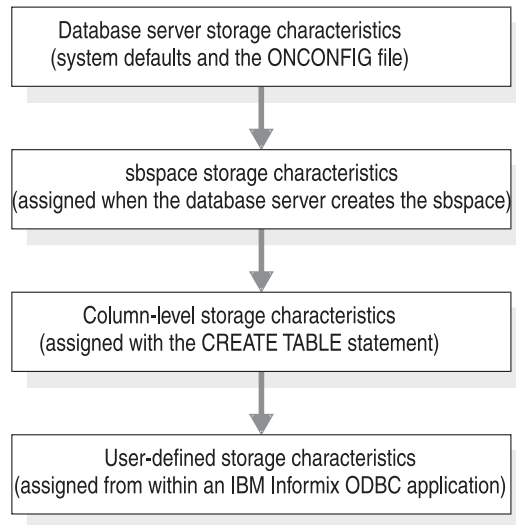 Database server storage characteristics
(system defaults and the ONCONFIG file)
sbspace storage characteristics
(assigned when the database server creates the sbspace)
Column-level storage characteristics
(assigned with the CREATE TABLE statement)
User-defined storage characteristics
(assigned from within an IBM Informix ODBC application)